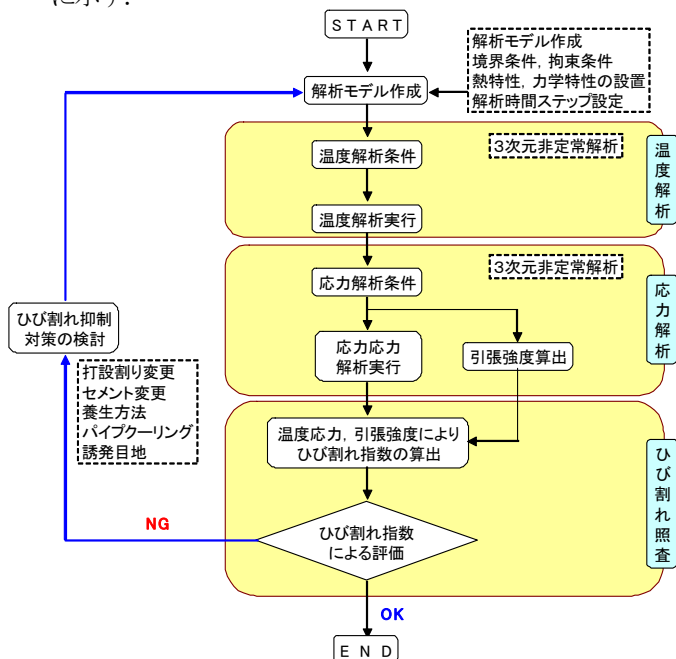 に示す.
ＳＴＡＲＴ
解析モデル作成
境界条件, 拘束条件
熱特性, 力学特性の設置
解析時間ステップ設定
解析モデル作成
３次元非定常解析
温度解析条件
温度解析実行
温度解析
３次元非定常解析
応力解析条件
応力応力
解析実行
引張強度算出
応力解析
ひび割れ抑制
対策の検討
打設割り変更
セメント変更
養生方法
パイプクーリング
誘発目地
温度応力, 引張強度により
ひび割れ指数の算出
ひび割れ指数
による評価
ひび割れ照査
NG
OK
ＥＮＤ